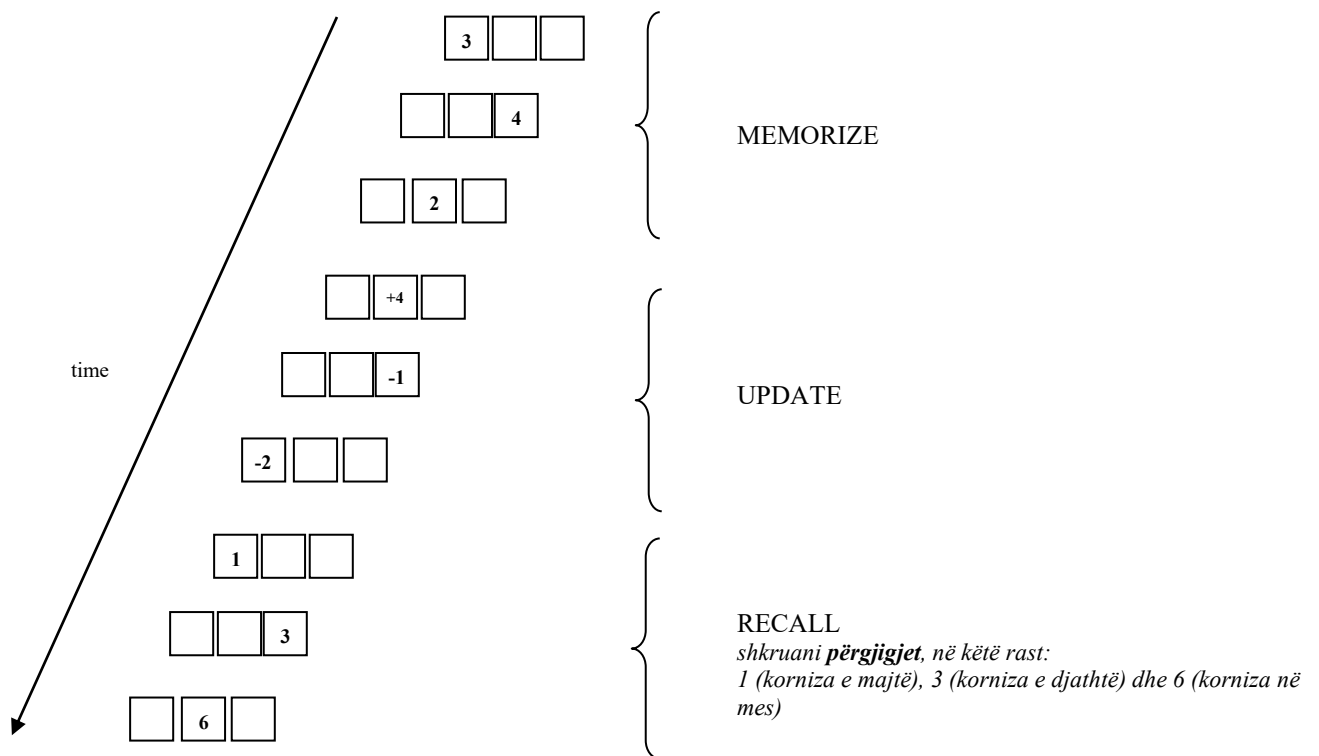 3
4
MEMORIZE
2
+4
time
-1
UPDATE
-2
1
3
RECALL
shkruani përgjigjet, në këtë rast:
1 (korniza e majtë), 3 (korniza e djathtë) dhe 6 (korniza në
mes)
6